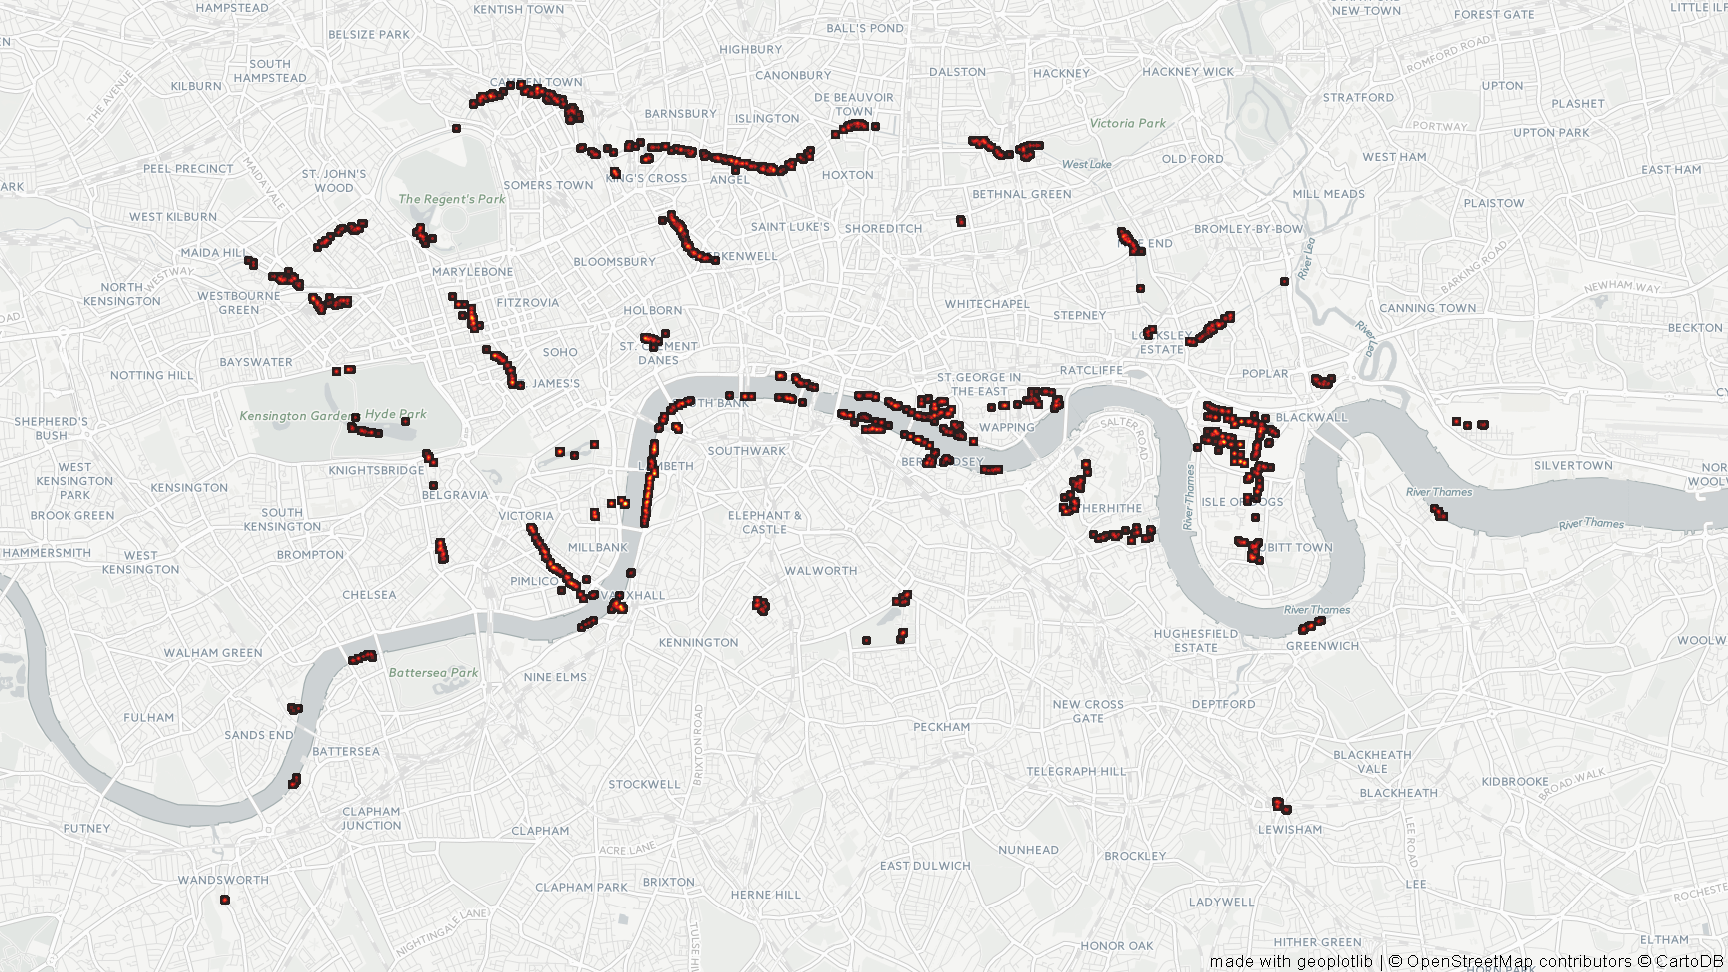 KENTISH TOWN
HAMPSTEAD
NEW TOWN
LITTLE ILF
FOREST GATE
BELSIZE PARK
BALL'S POND
HIGHBURY
ROMFORD ROAD
SOUTH
HAMPSTEAD
CANONBURY
DALSTON
HACKNEY
HACKNEY WICK
KILBURN
THE AVENUE
CAMDEN TOWN
DE BEAUVOIR
TOWN
STRATFORD
UPTON
PLASHET
BARNSBURY
ISLINGTON
Victoria Park
PORTWAY
UPTON PARK
PEEL PRECINCT
MAIDA VALE
ST. JOHN'S
WOOD
SOMERS TOWN
KING'S CROSS
ANGEL
HOXTON
West Lake
OLD FORD
WEST HAM
EAST HAM
ARK
The Regent's Park
BETHNAL GREEN
MILL MEADS
PLAISTOW
WEST KILBURN
SAINT LUKE'S
SHOREDITCH
BROMLEY-BY-BOW
MAIDA HILL
BLOOMSBURY
RKENWELL
END
River Lea
BARKING ROAD
WESTWAY
MARYLEBONE
NORTH
KENSINGTON
WESTBOURNE
GREEN
FITZROVIA
HOLBORN
WHITECHAPEL
STEPNEY
CANNING TOWN
NEWHAM WAY
BECKTON
OAD
River Lea
SOHO
ST. CLEMENT
DANES
LOCKSLEY
ESTATE
BAYSWATER
NOTTING HILL
JAMES'S
ST.GEORGE IN
THE EAST
RATCLIFFE
POPLAR
SHEPHERD'S
BUSH
Kensington Gardens
Hyde Park
TH BANK
WAPPING
SALTER ROAD
BLACKWALL
KNIGHTSBRIDGE
LAMBETH
SOUTHWARK
BERMONDSEY
SILVERTOWN
WEST
KENSINGTON
PARK
KENSINGTON
BELGRAVIA
River Thames
River Thames
NOR
WOOLW
BROOK GREEN
SOUTH
KENSINGTON
VICTORIA
ELEPHANT &
CASTLE
HERHITHE
ISLE OF DOGS
River Thames
HAMMERSMITH
WEST
KENSINGTON
BROMPTON
MILLBANK
UBITT TOWN
PIMLICO
WALWORTH
CHELSEA
VAUXHALL
River Thames
WALHAM GREEN
KENNINGTON
HUGHESFIELD
ESTATE
GREENWICH
WOOLW
Battersea Park
NINE ELMS
FULHAM
NEW CROSS
GATE
DEPTFORD
SANDS END
BATTERSEA
BRIXTON ROAD
PECKHAM
BLACKHEATH
VALE
STOCKWELL
TELEGRAPH HILL
KIDBROOKE
BROAD WALK
BLACKHEATH
CLAPHAM
JUNCTION
CLAPHAM
LEWISHAM
ACRE LANE
NUNHEAD
BROCKLEY
LEE ROAD
EAST DULWICH
WANDSWORTH
CLAPHAM PARK
BRIXTON
HERNE HILL
LEE
ROCHESTER
LADYWELL
NIGHTINGALE LANE
TULSE HI
HONOR OAK
HITHER GREEN
ELTHAM
made with geoplotlib | © OpenStreetMap contributors © CartoDB